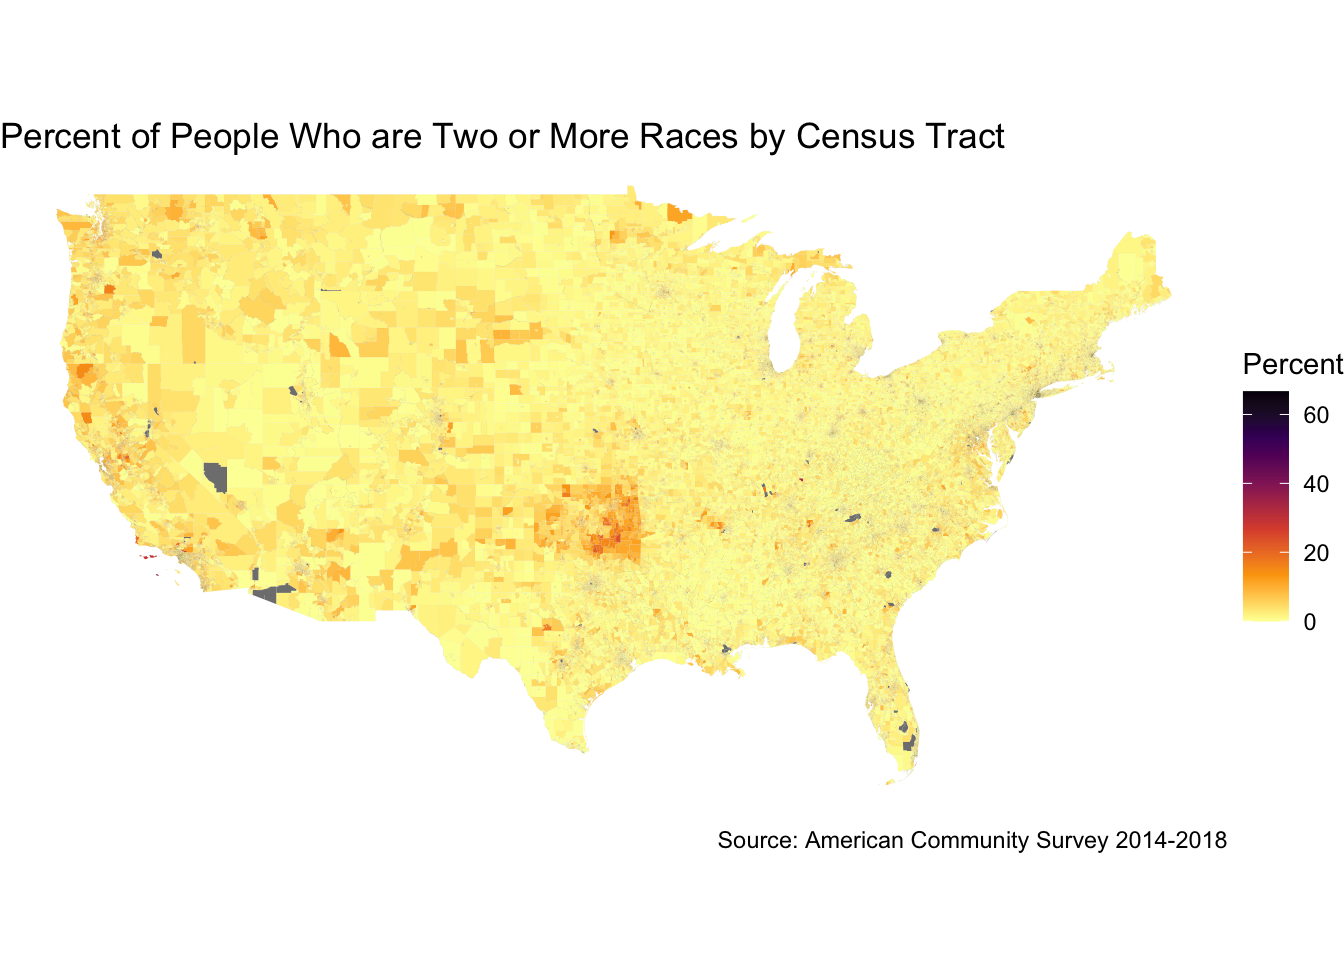 Percent of People Who are Two or More Races by Census Tract
Percent
60
40
20
0
Source: American Community Survey 2014-2018